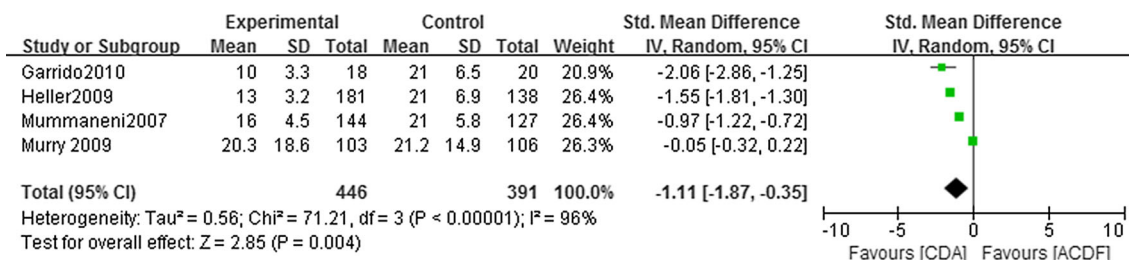 Experimental Control Std. Mean Difference Std. Mean Difference
Study or Subgroup Mean SD Total Mean SD Total Weight IV, Random, 95% CI IV, Random, 95% CI
Garrido2010 10 3.3 18 21 6.5 20 20.9% -2.06 [-2.86, -1.25]
Heller2009 13 3.2 181 21 6.9 138 26.4% -1.55 [-1.81, -1.30]
Mummaneni2007 16 4.5 144 21 5.8 127 26.4% -0.97 [-1.22, -0.72]
Murry 2009 20.3 18.6 103 21.2 14.9 106 26.3% -0.05 [-0.32, 0.22]
Total (95% CI) 446 391 100.0% -1.11 [-1.87, -0.35]
Heterogeneity: Tau² = 0.56; Chi² = 71.21, df = 3 (P < 0.00001); I² = 96%
Test for overall effect: Z = 2.85 (P = 0.004)
-10 -5 0 5 10
Favours [CDA] Favours [ACDF]